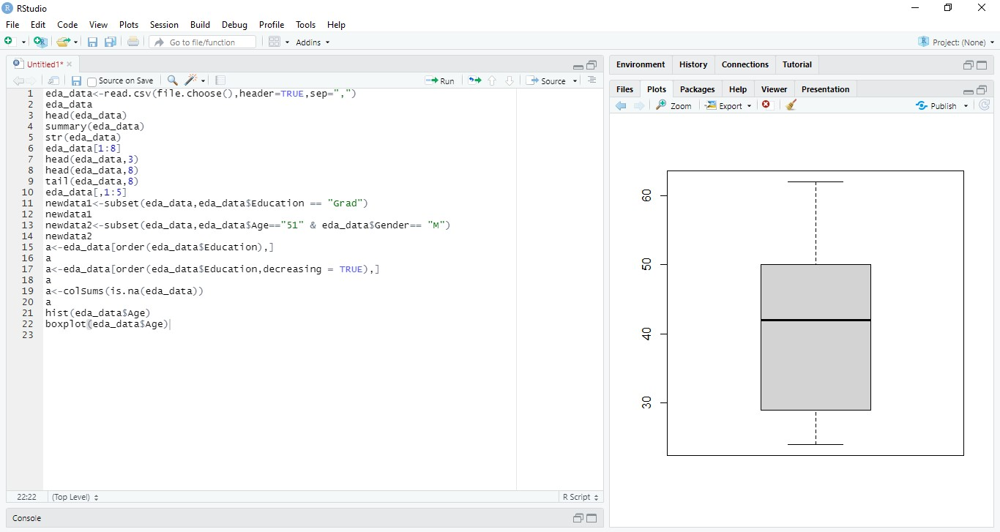 RStudio
File Edit Code View Plots Session Build Debug Profile Tools Help
Go to file/function Addins Project: (None)
Untitled1*
Source on Save Run Source
1 eda_data<-read.csv(file.choose(),header=TRUE,sep=",")
2 eda_data
3 head(eda_data)
4 summary(eda_data)
5 str(eda_data)
6 eda_data[1:8]
7 head(eda_data,3)
8 head(eda_data,8)
9 tail(eda_data,8)
10 eda_data[,1:5]
11 newdata1<-subset(eda_data,eda_data$Education == "Grad")
12 newdata1
13 newdata2<-subset(eda_data,eda_data$Age=="51" & eda_data$Gender== "M")
14 newdata2
15 a<-eda_data[order(eda_data$Education),]
16 a
17 a<-eda_data[order(eda_data$Education,decreasing = TRUE),]
18 a
19 a<-colSums(is.na(eda_data))
20 a
21 hist(eda_data$Age)
22 boxplot(eda_data$Age)
23
22:22 (Top Level) R Script
Console
Environment History Connections Tutorial
Files Plots Packages Help Viewer Presentation
Zoom Export Publish
60
50
40
30